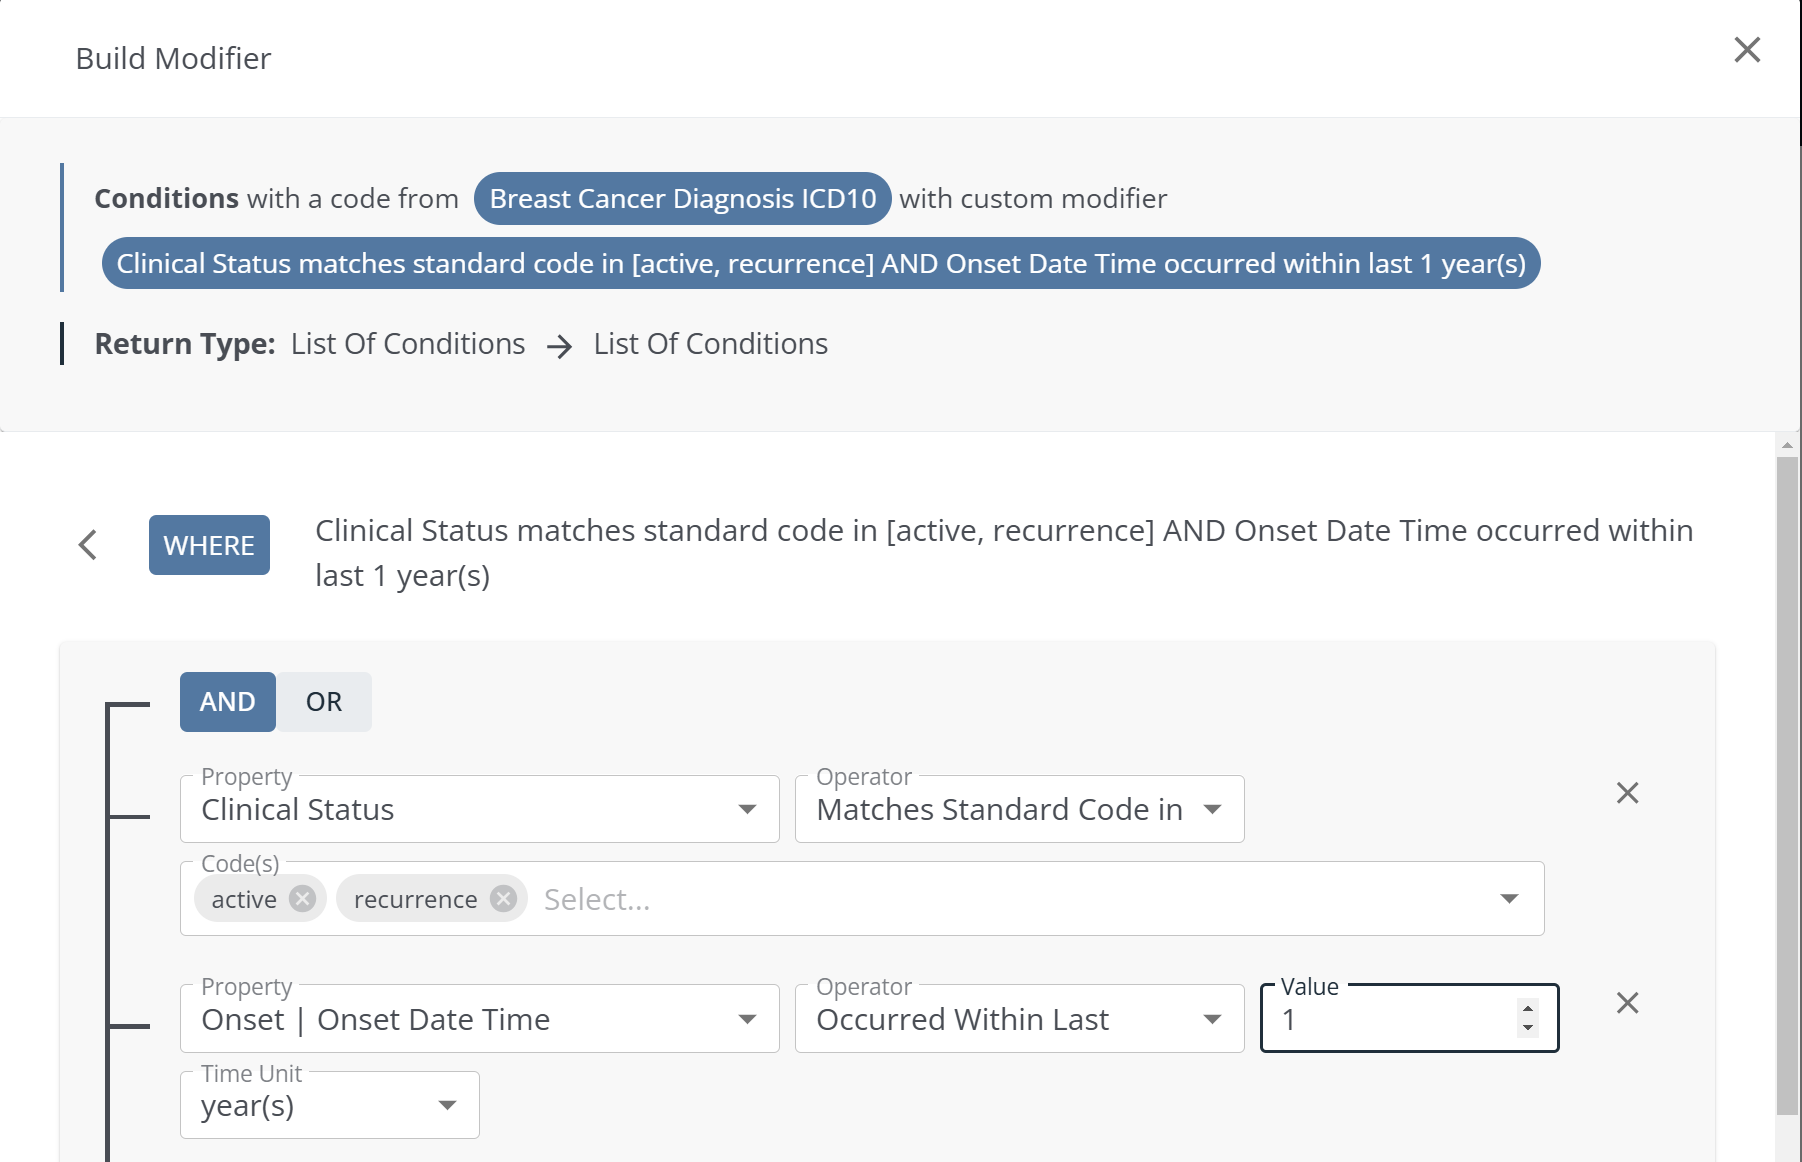 Build Modifier
Conditions with a code from Breast Cancer Diagnosis ICD10 with custom modifier
Clinical Status matches standard code in [active, recurrence] AND Onset Date Time occurred within last 1 year(s)
Return Type: List Of Conditions → List Of Conditions
WHERE
Clinical Status matches standard code in [active, recurrence] AND Onset Date Time occurred within
last 1 year(s)
AND OR
Property
Clinical Status
Operator
Matches Standard Code in
Code(s)
active recurrence Select...
Property
Onset | Onset Date Time
Operator
Occurred Within Last
Value
1
Time Unit
year(s)